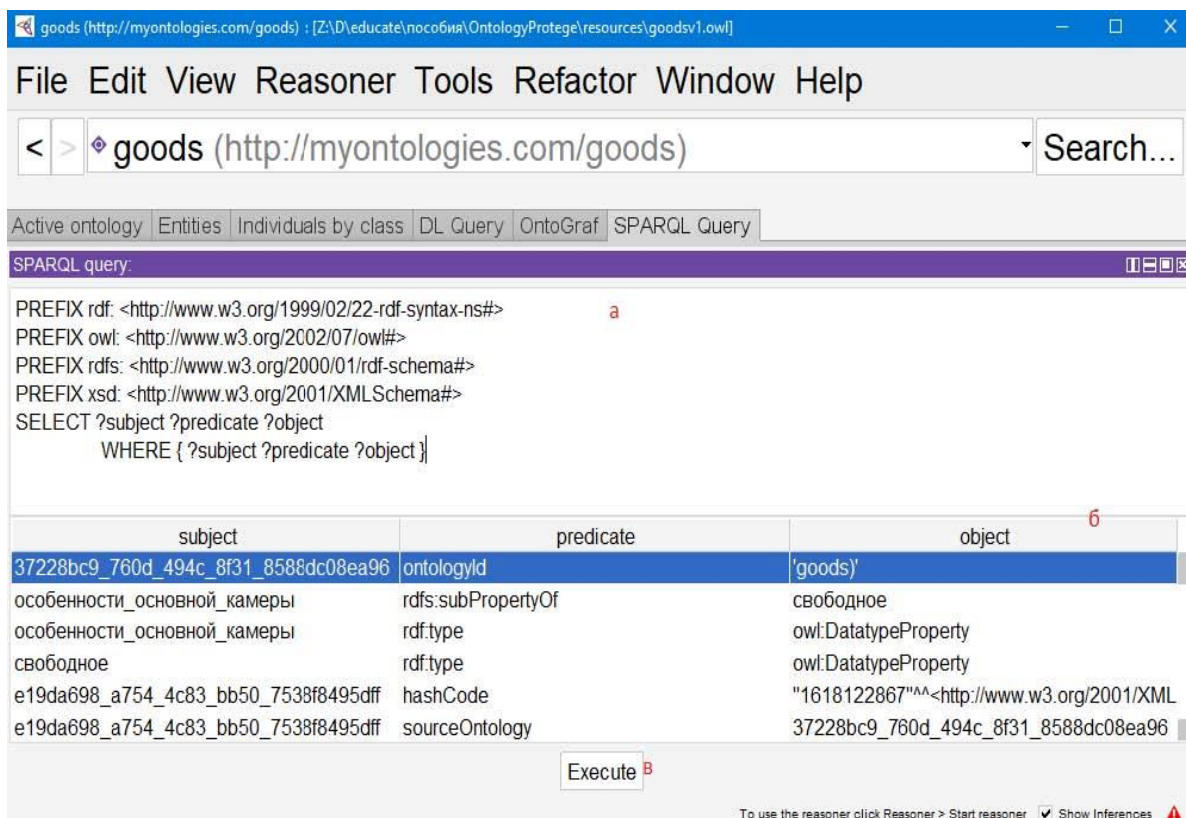 goods (http://myontologies.com/goods) : [Z:\D\educate\пособия\OntologyProtege\resources\goodsv1.owl]
File Edit View Reasoner Tools Refactor Window Help
< > goods (http://myontologies.com/goods) Search...
Active ontology Entities Individuals by class DL Query OntoGraf SPARQL Query
SPARQL query:
PREFIX rdf: <http://www.w3.org/1999/02/22-rdf-syntax-ns#> а
PREFIX owl: <http://www.w3.org/2002/07/owl#>
PREFIX rdfs: <http://www.w3.org/2000/01/rdf-schema#>
PREFIX xsd: <http://www.w3.org/2001/XMLSchema#>
SELECT ?subject ?predicate ?object
WHERE { ?subject ?predicate ?object }
б
subject predicate object
37228bc9_760d_494c_8f31_8588dc08ea96 ontologyId 'goods)'
особенности_основной_камеры rdfs:subPropertyOf свободное
особенности_основной_камеры rdf:type owl:DatatypeProperty
свободное rdf:type owl:DatatypeProperty
e19da698_a754_4c83_bb50_7538f8495dff hashCode "1618122867"^^<http://www.w3.org/2001/XML
e19da698_a754_4c83_bb50_7538f8495dff sourceOntology 37228bc9_760d_494c_8f31_8588dc08ea96
Execute в
To use the reasoner click Reasoner > Start reasoner Show Inferences